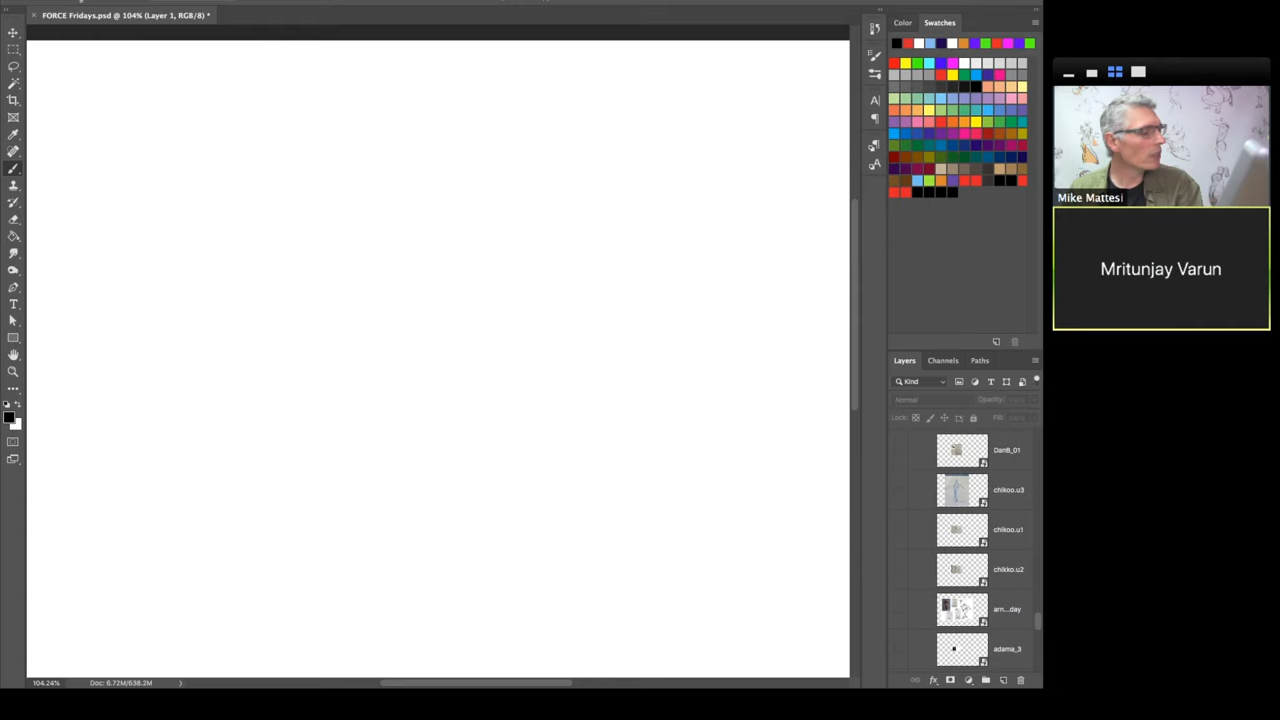 FORCE Fridays.psd @ 104% (Layer 1, RGB/8) *
Color
Swatches
Mike Mattesi
Mritunjay Varun
Layers
Channels
Paths
Kind
Normal
Opacity:
Lock:
Fill:
DanB_01
chikoo.u3
chikoo.u1
chikko.u2
arn...day
adama_3
104.24%
Doc: 6.72M/638.2M